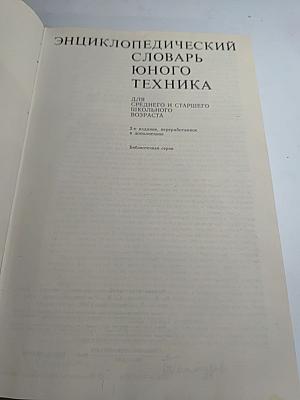 ЭНЦИКЛОПЕДИЧЕСКИЙ
СЛОВАРЬ
ЮНОГО
ТЕХНИКА
ДЛЯ
СРЕДНЕГО И СТАРШЕГО
ШКОЛЬНОГО
ВОЗРАСТА
2-е издание, переработанное
и дополненное
Библиотечная серия